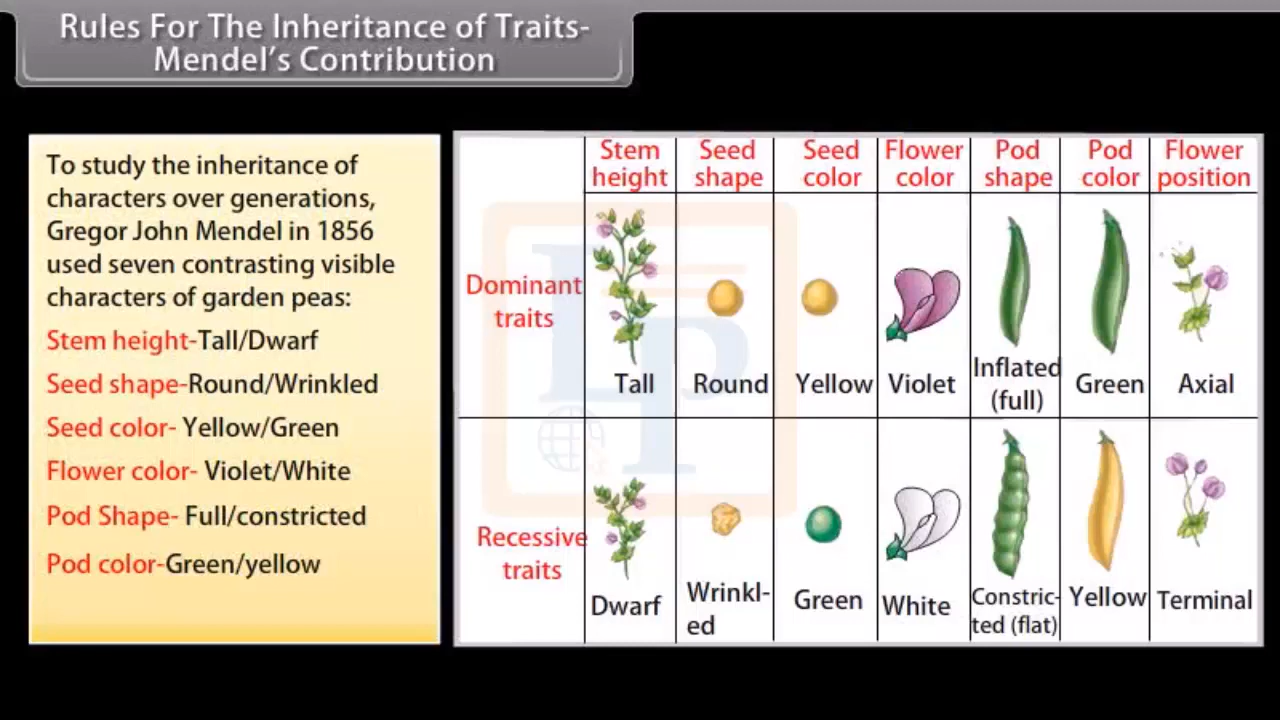 Rules For The Inheritance of Traits-
Mendel's Contribution
To study the inheritance of
characters over generations,
Gregor John Mendel in 1856
used seven contrasting visible
characters of garden peas:
Stem height-Tall/Dwarf
Seed shape-Round/Wrinkled
Seed color- Yellow/Green
Flower color- Violet/White
Pod Shape- Full/constricted
Pod color-Green/yellow
Stem height
Seed shape
Seed color
Flower color
Pod shape
Pod color
Flower position
Dominant traits
Tall
Round
Yellow
Violet
Inflated (full)
Green
Axial
Recessive traits
Dwarf
Wrinkl-
ed
Green
White
Constric-
ted (flat)
Yellow
Terminal